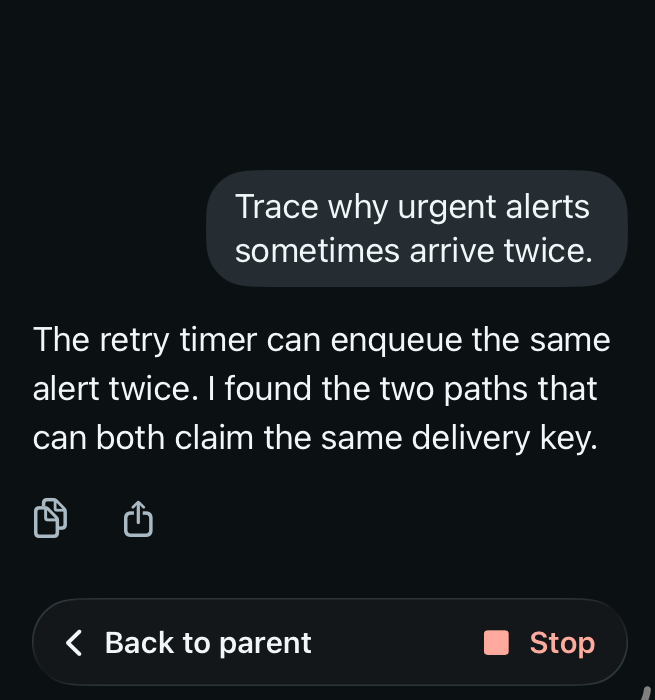 Trace why urgent alerts
sometimes arrive twice.
The retry timer can enqueue the same
alert twice. I found the two paths that
can both claim the same delivery key.
Back to parent
Stop